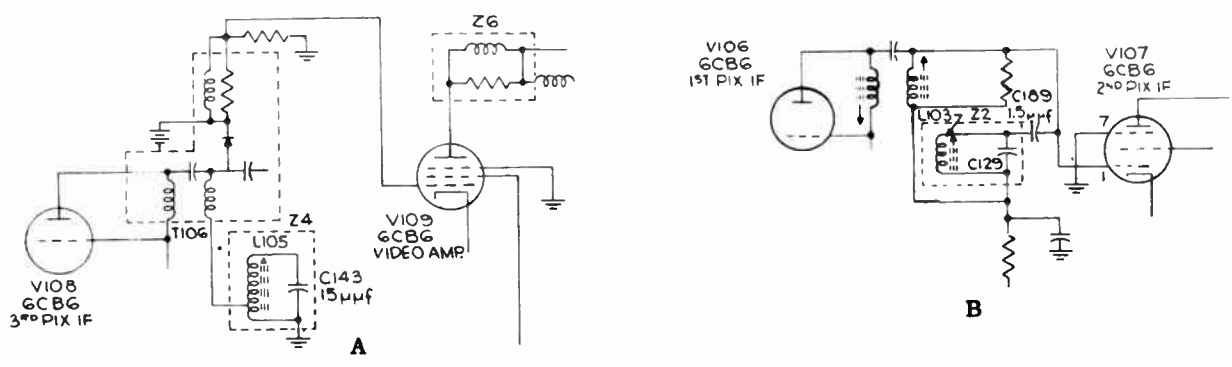 Z6
V106
6CB6
1ST PIX IF
V107
6CB6
2ND PIX IF
C189
1.5µµf
L103
Z2
7
C129
1
T106
Z4
L105
C143
15µµf
V109
6CB6
VIDEO AMP.
V108
6CB6
3RD PIX IF
A
B